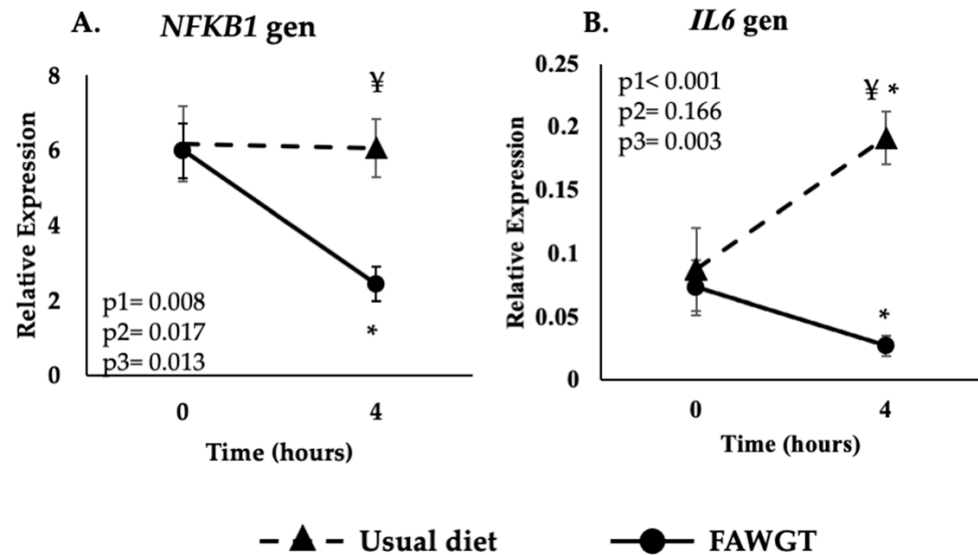 A. NFKB1 gen
8
6
4
2
0
Relative Expression
¥
*
p1= 0.008
p2= 0.017
p3= 0.013
0 4
Time (hours)
B. IL6 gen
0.25
0.2
0.15
0.1
0.05
0
Relative Expression
p1< 0.001
p2= 0.166
p3= 0.003
¥ *
*
0 4
Time (hours)
Usual diet FAWGT